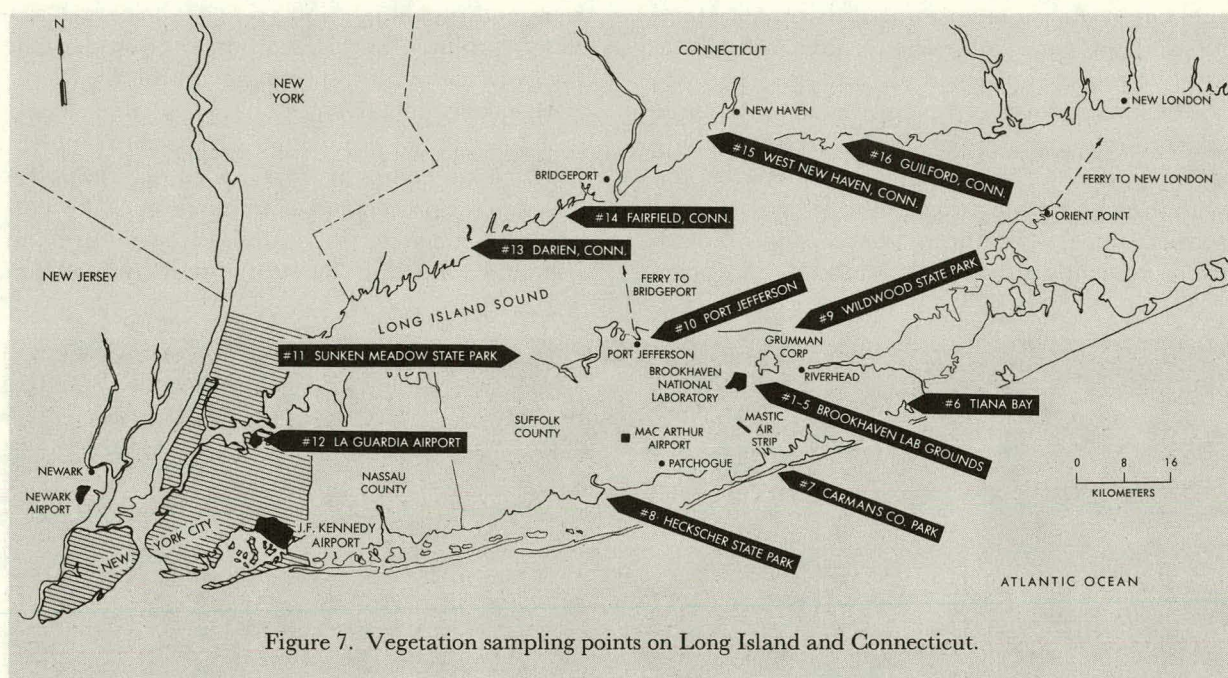 N
CONNECTICUT
NEW
YORK
NEW LONDON
NEW HAVEN
#15 WEST NEW HAVEN, CONN.
#16 GUILFORD, CONN.
BRIDGEPORT
FERRY TO NEW LONDON
#14 FAIRFIELD, CONN.
ORIENT POINT
#13 DARIEN, CONN.
NEW JERSEY
FERRY TO
BRIDGEPORT
#9 WILDWOOD STATE PARK
LONG ISLAND SOUND
#10 PORT JEFFERSON
#11 SUNKEN MEADOW STATE PARK
PORT JEFFERSON
GRUMMAN
CORP
BROOKHAVEN
NATIONAL
LABORATORY
RIVERHEAD
#1-5 BROOKHAVEN LAB GROUNDS
#6 TIANA BAY
SUFFOLK
COUNTY
MASTIC
AIR
STRIP
MAC ARTHUR
AIRPORT
#12 LA GUARDIA AIRPORT
PATCHOGUE
NEWARK
NEWARK
AIRPORT
NASSAU
COUNTY
0 8 16
KILOMETERS
#7 CARMANS CO. PARK
#8 HECKSCHER STATE PARK
J.F. KENNEDY
AIRPORT
NEW YORK CITY
ATLANTIC OCEAN
Figure 7. Vegetation sampling points on Long Island and Connecticut.